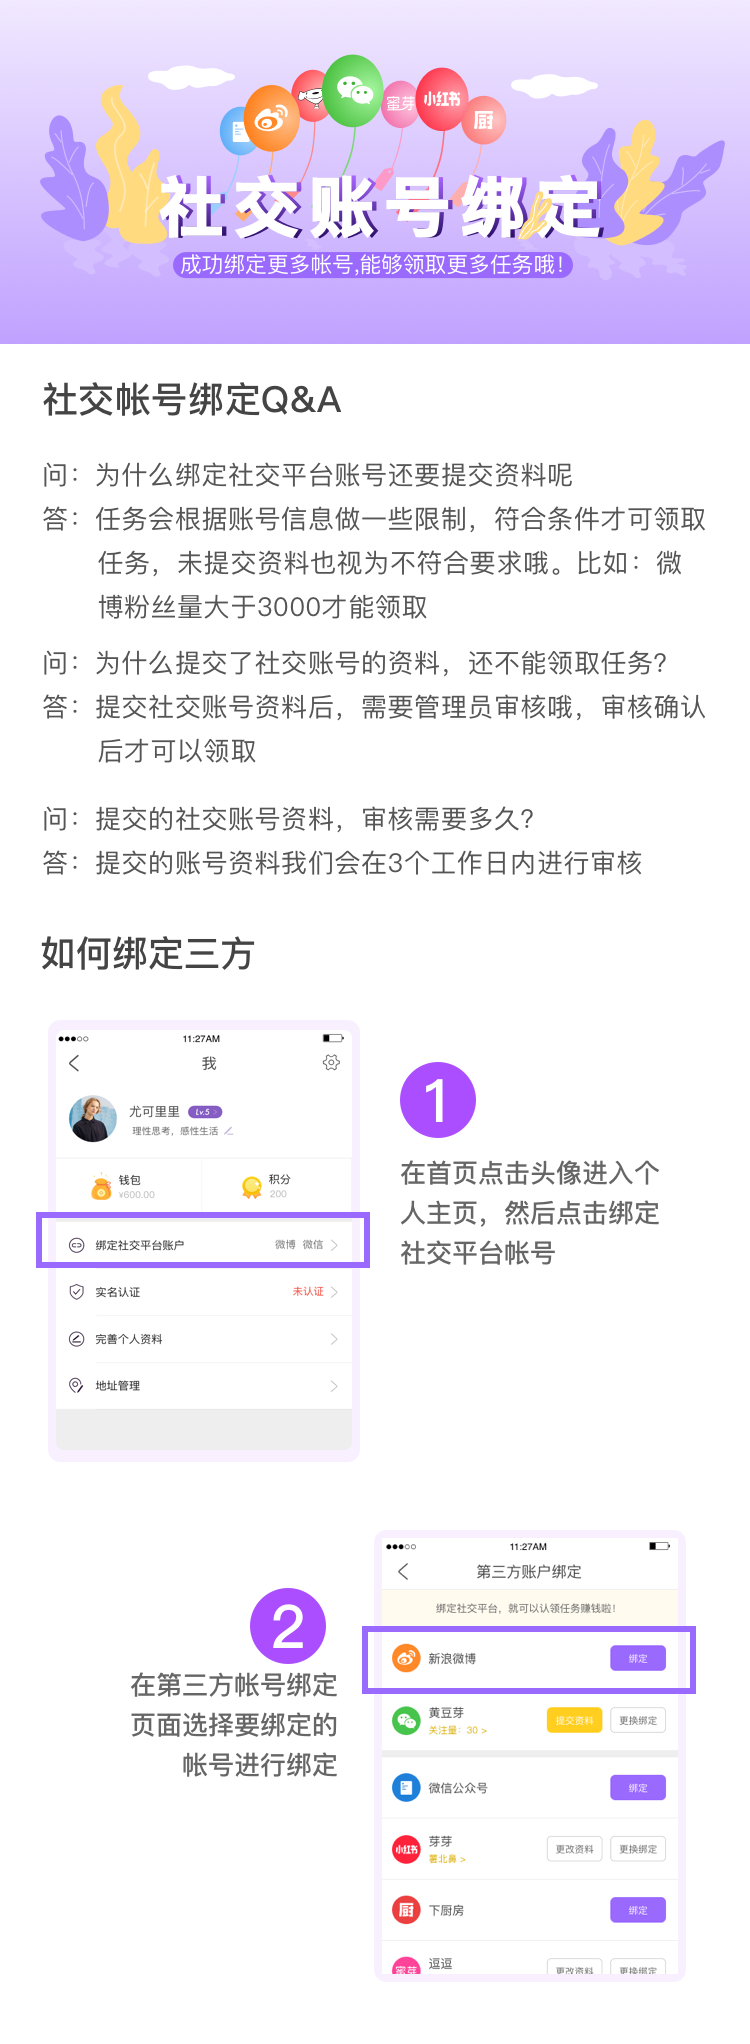 蜜芽
小红书
厨
社交账号绑定
成功绑定更多帐号,能够领取更多任务哦!
社交帐号绑定Q&A
问：为什么绑定社交平台账号还要提交资料呢
答：任务会根据账号信息做一些限制，符合条件才可领取
任务，未提交资料也视为不符合要求哦。比如：微
博粉丝量大于3000才能领取
问：为什么提交了社交账号的资料，还不能领取任务?
答：提交社交账号资料后，需要管理员审核哦，审核确认
后才可以领取
问：提交的社交账号资料，审核需要多久?
答：提交的账号资料我们会在3个工作日内进行审核
如何绑定三方
11:27AM
我
尤可里里 Lv.5
理性思考，感性生活
钱包
¥600.00
积分
200
绑定社交平台账户 微博 微信
实名认证 未认证
完善个人资料
地址管理
1
在首页点击头像进入个
人主页，然后点击绑定
社交平台帐号
11:27AM
第三方账户绑定
绑定社交平台，就可以认领任务赚钱啦!
新浪微博 绑定
黄豆芽
关注量：30 >
提交资料 更换绑定
微信公众号 绑定
小红书
芽芽
薯北鼻 >
更改资料 更换绑定
厨
下厨房 绑定
蜜芽
逗逗
更改资料 更换绑定
2
在第三方帐号绑定
页面选择要绑定的
帐号进行绑定